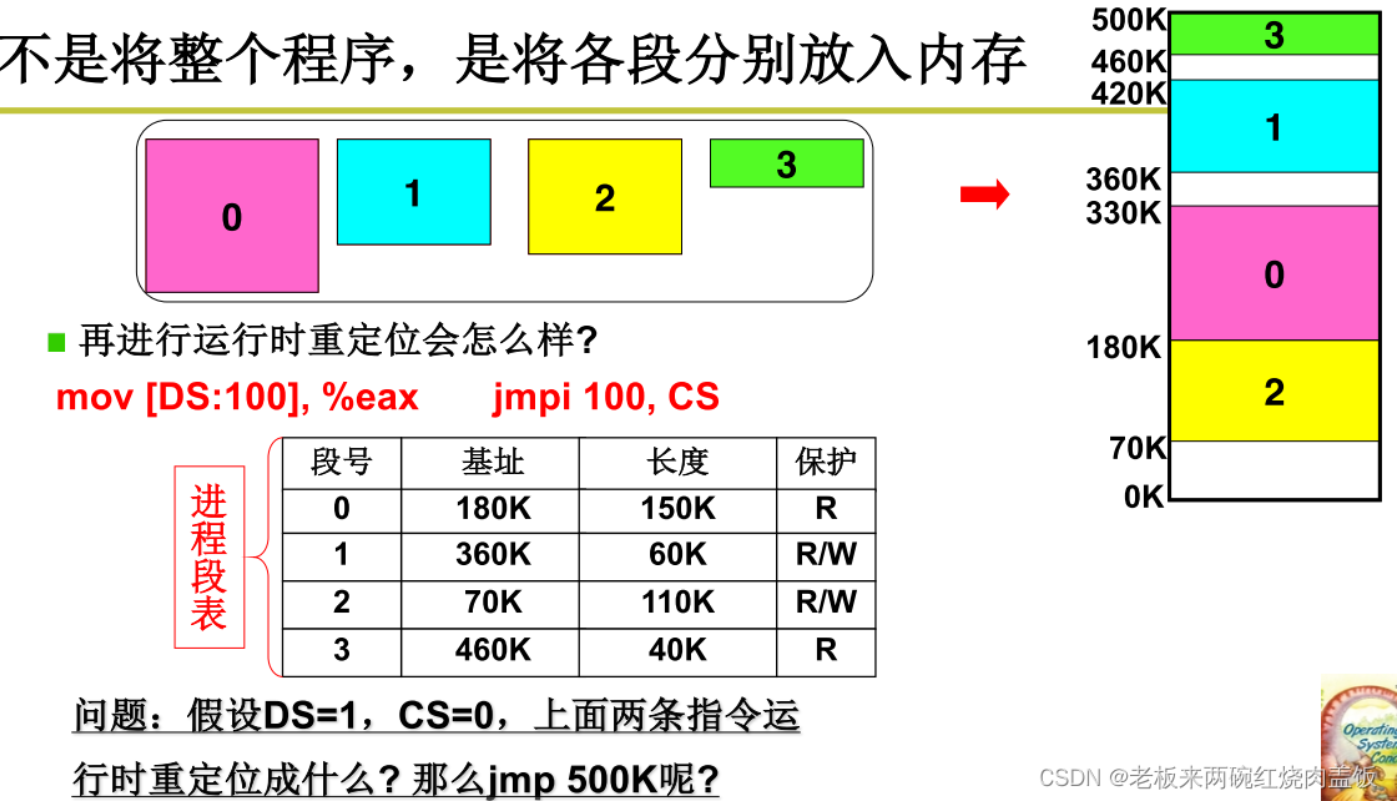 不是将整个程序，是将各段分别放入内存
0
1
2
3
500K
3
460K
420K
1
360K
330K
0
180K
2
70K
0K
再进行运行时重定位会怎么样?
mov [DS:100], %eax jmpi 100, CS
进程段表
段号 基址 长度 保护
0 180K 150K R
1 360K 60K R/W
2 70K 110K R/W
3 460K 40K R
问题：假设DS=1，CS=0，上面两条指令运
行时重定位成什么? 那么jmp 500K呢?
Operating
CSDN @老板来两碗红烧肉盖饭